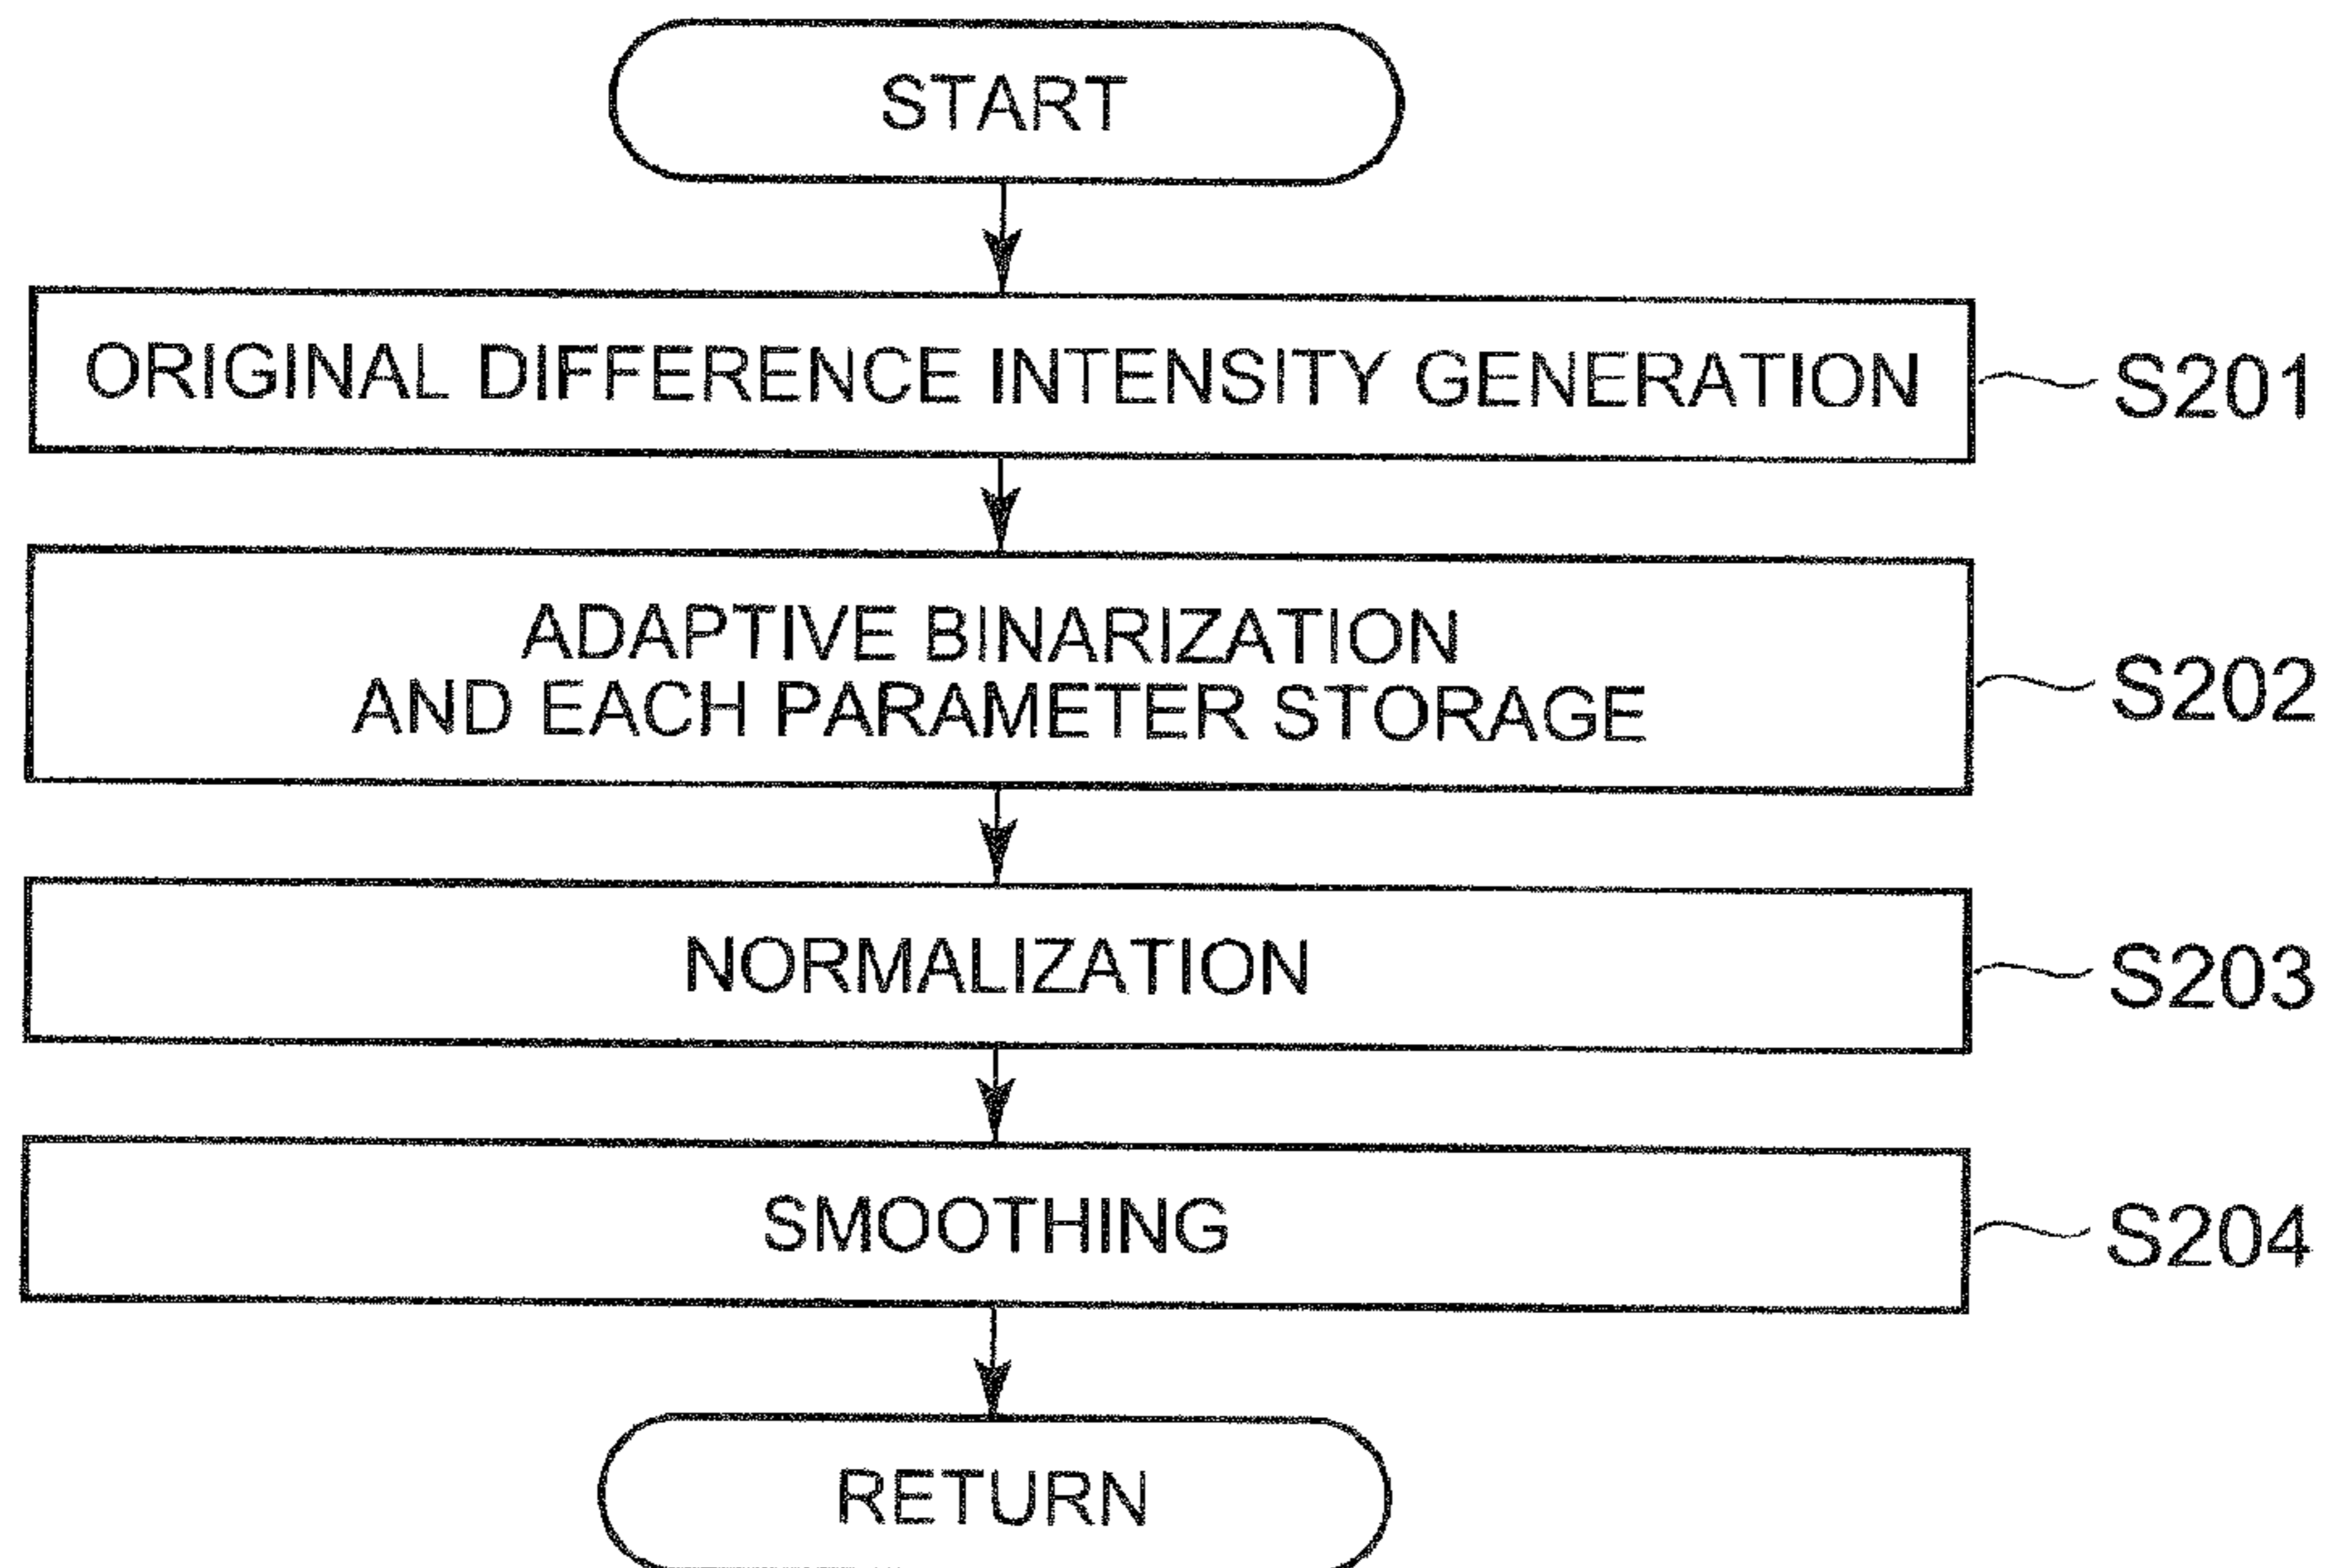 START
ORIGINAL DIFFERENCE INTENSITY GENERATION
S201
ADAPTIVE BINARIZATION
AND EACH PARAMETER STORAGE
S202
NORMALIZATION
S203
SMOOTHING
S204
RETURN